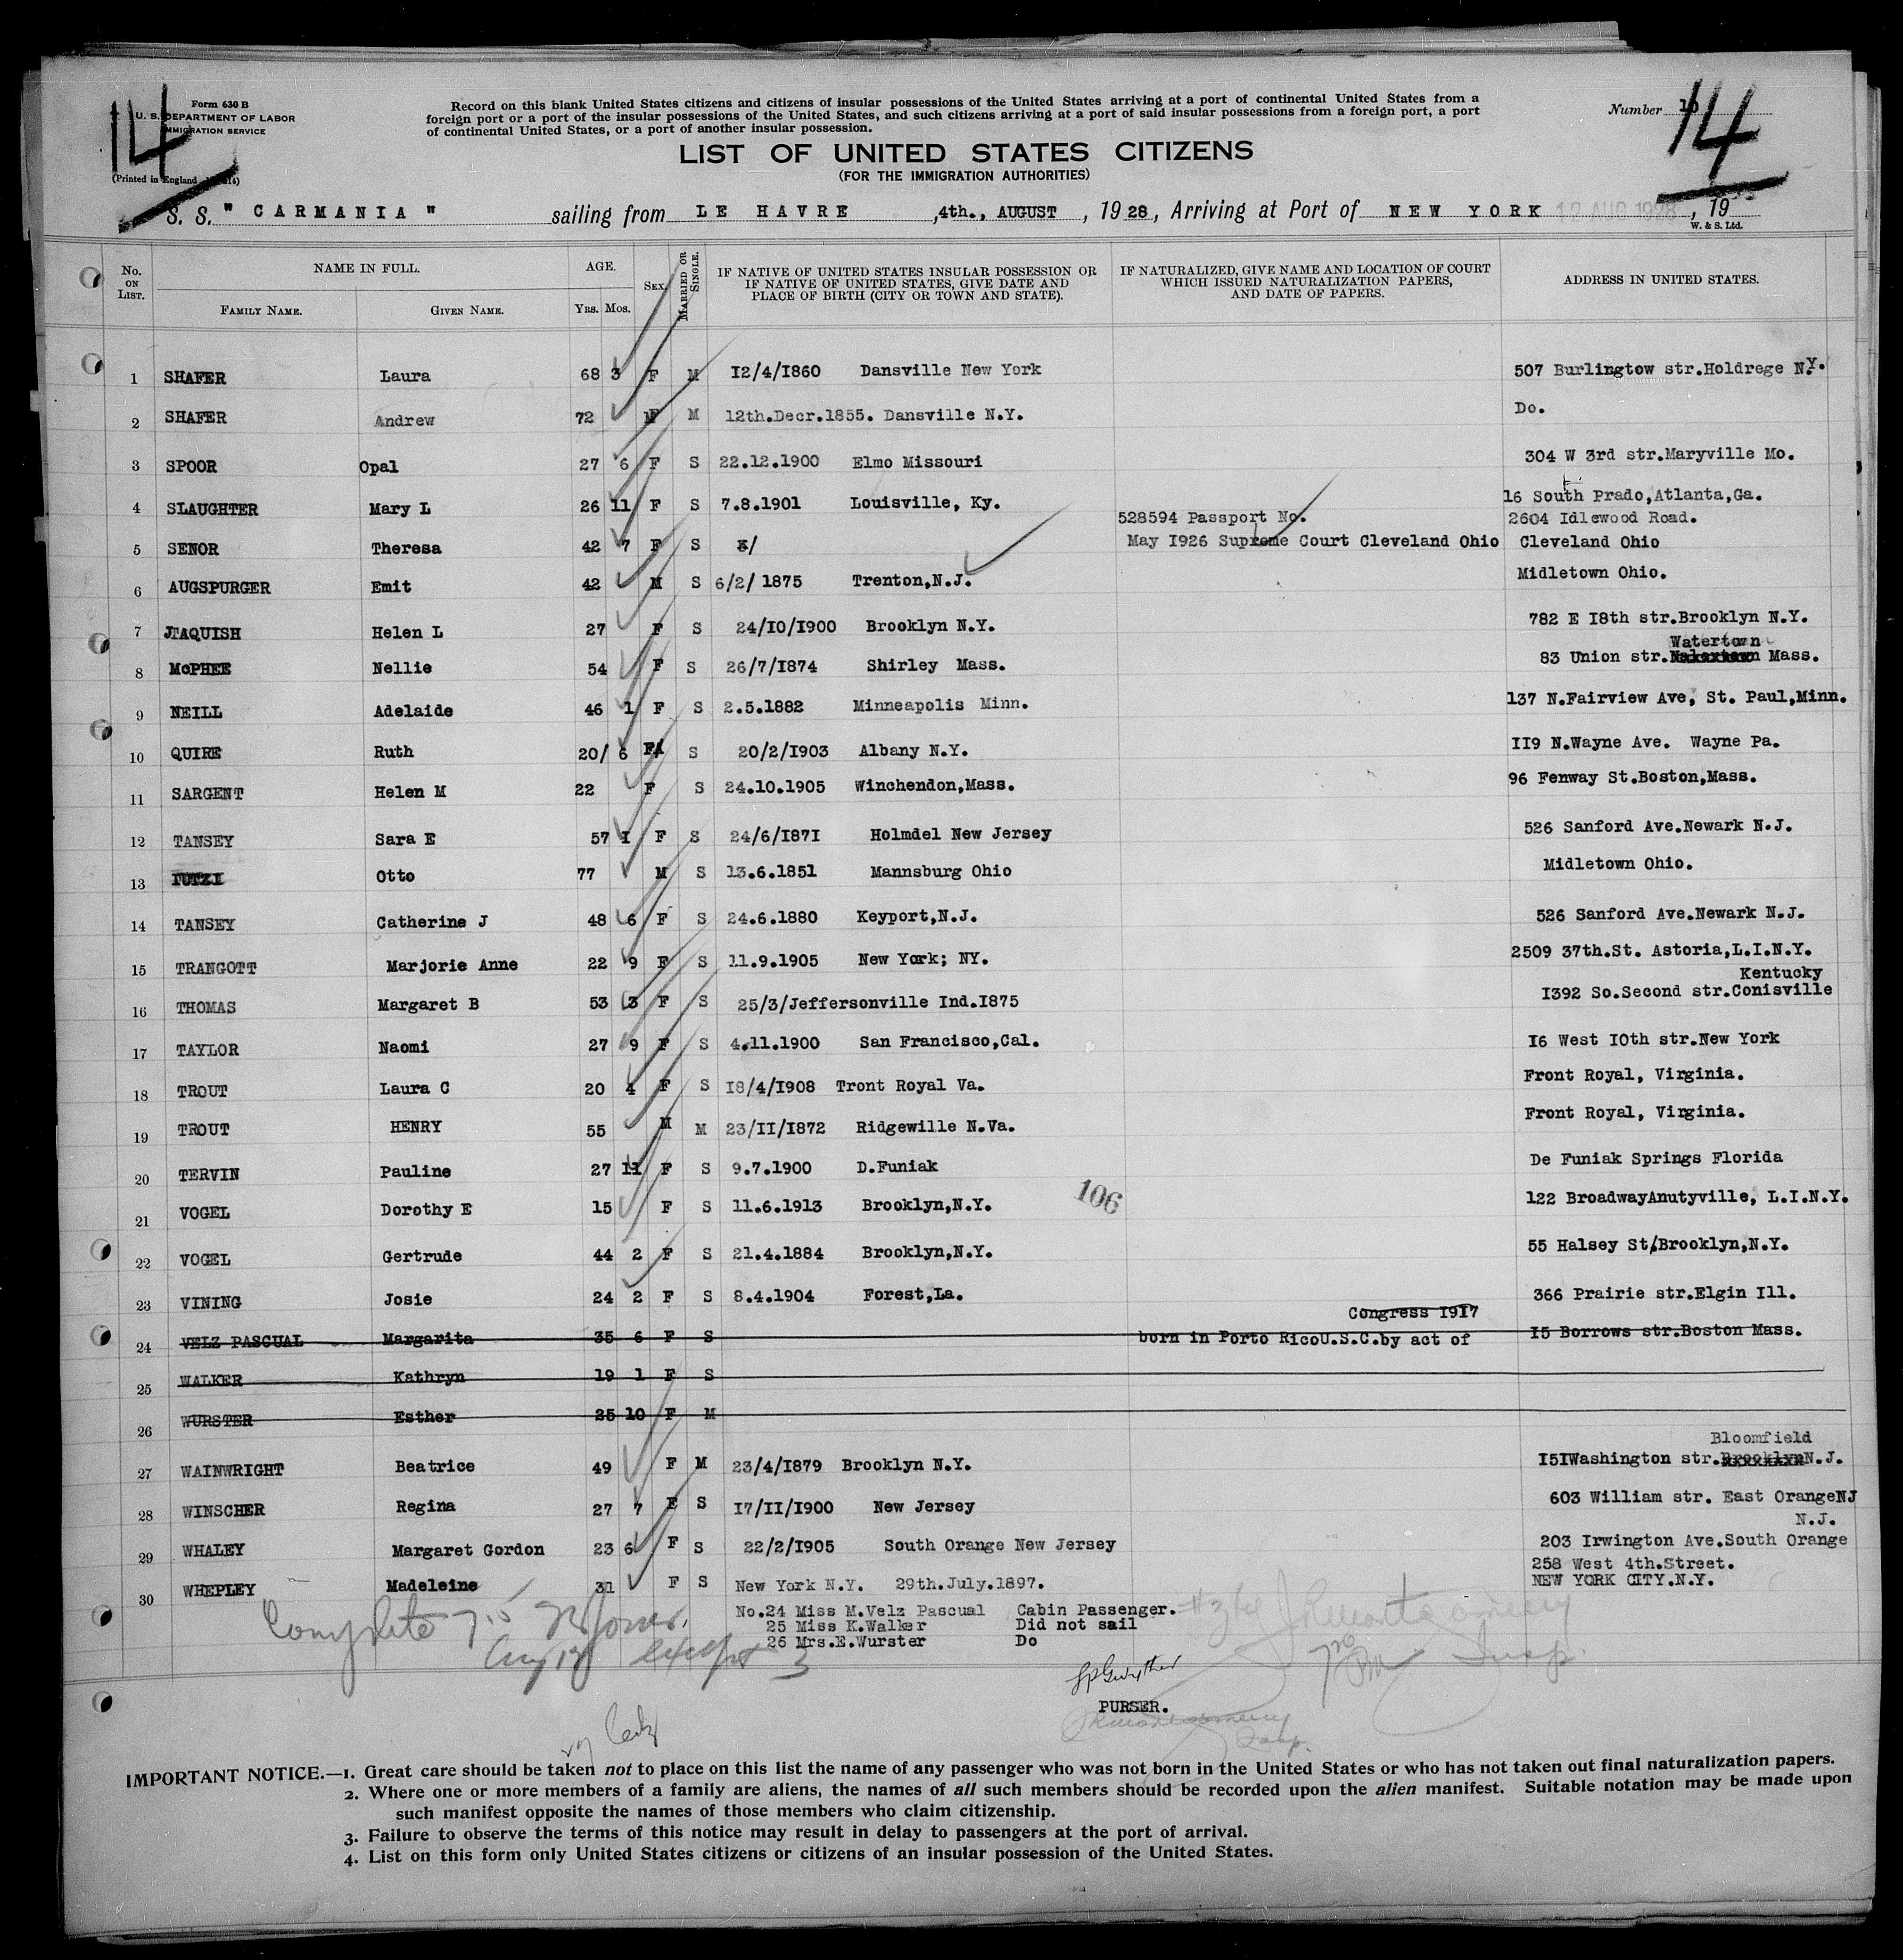 14
Form 630 B
U. S. DEPARTMENT OF LABOR
IMMIGRATION SERVICE
(Printed in England
Record on this blank United States citizens and citizens of insular possessions of the United States arriving at a port of continental United States from a
foreign port or a port of the insular possessions of the United States, and such citizens arriving at a port of said insular possessions from a foreign port, a port
of continental United States, or a port of another insular possession.
Number 10
14
LIST OF UNITED STATES CITIZENS
(FOR THE IMMIGRATION AUTHORITIES)
S. S. " CARMANIA " sailing from LE HAVRE ,4th., AUGUST , 19 28, Arriving at Port of NEW YORK 12 AUG 1928, 19
W. & S. Ltd.
No. ON LIST.
NAME IN FULL.
FAMILY NAME. GIVEN NAME.
AGE.
YRS. MOS.
SEX
MARRIED OR SINGLE.
IF NATIVE OF UNITED STATES INSULAR POSSESSION OR
IF NATIVE OF UNITED STATES, GIVE DATE AND
PLACE OF BIRTH (CITY OR TOWN AND STATE).
IF NATURALIZED, GIVE NAME AND LOCATION OF COURT
WHICH ISSUED NATURALIZATION PAPERS,
AND DATE OF PAPERS.
ADDRESS IN UNITED STATES.
1 SHAFER Laura 68 3 F M 12/4/1860 Dansville New York 507 Burlingtow str.Holdrege N.Y.
2 SHAFER Andrew 72 M M 12th.Decr.1855. Dansville N.Y. Do.
3 SPOOR Opal 27 6 F S 22.12.1900 Elmo Missouri 304 W 3rd str.Maryville Mo.
4 SLAUGHTER Mary L 26 11 F S 7.8.1901 Louisville, Ky. 16 South Prado,Atlanta,Ga.
528594 Passport No. 2604 Idlewood Road.
5 SENOR Theresa 42 7 F S 3/ May 1926 Supreme Court Cleveland Ohio Cleveland Ohio
6 AUGSPURGER Emit 42 M S 6/2/ 1875 Trenton,N.J. Midletown Ohio.
7 JAQUISH Helen L 27 F S 24/10/1900 Brooklyn N.Y. 782 E 18th str.Brooklyn N.Y.
Watertown
8 McPHEE Nellie 54 F S 26/7/1874 Shirley Mass. 83 Union str. Mass.
9 NEILL Adelaide 46 1 F S 2.5.1882 Minneapolis Minn. 137 N.Fairview Ave, St. Paul,Minn.
10 QUIRE Ruth 20/ 6 F S 20/2/1903 Albany N.Y. 119 N.Wayne Ave. Wayne Pa.
11 SARGENT Helen M 22 F S 24.10.1905 Winchendon,Mass. 96 Fenway St.Boston,Mass.
12 TANSEY Sara E 57 1 F S 24/6/1871 Holmdel New Jersey 526 Sanford Ave.Newark N.J.
13 Otto 77 M S 13.6.1851 Mannsburg Ohio Midletown Ohio.
14 TANSEY Catherine J 48 6 F S 24.6.1880 Keyport,N.J. 526 Sanford Ave.Newark N.J.
15 TRANGOTT Marjorie Anne 22 9 F S 11.9.1905 New York; NY. 2509 37th.St. Astoria,L.I.N.Y.
Kentucky
16 THOMAS Margaret B 53 3 F S 25/3/Jeffersonville Ind.1875 1392 So.Second str.Conisville
17 TAYLOR Naomi 27 9 F S 4.11.1900 San Francisco,Cal. 16 West 10th str.New York
18 TROUT Laura C 20 4 F S 18/4/1908 Tront Royal Va. Front Royal, Virginia.
19 TROUT HENRY 55 M M 23/11/1872 Ridgewille N.Va. Front Royal, Virginia.
20 TERVIN Pauline 27 11 F S 9.7.1900 D.Funiak De Funiak Springs Florida
106
21 VOGEL Dorothy E 15 F S 11.6.1913 Brooklyn,N.Y. 122 BroadwayAnutyville, L.I.N.Y.
22 VOGEL Gertrude 44 2 F S 21.4.1884 Brooklyn,N.Y. 55 Halsey St.Brooklyn,N.Y.
23 VINING Josie 24 2 F S 8.4.1904 Forest,La. 366 Prairie str.Elgin Ill.
Congress 1917
24 VELZ PASCUAL Margarita 35 6 F S born in Porto RicoU.S.C.by act of 15 Borrows str.Boston Mass.
25 WALKER Kathryn 19 1 F S
26 WURSTER Esther 25 10 F M
Bloomfield
27 WAINWRIGHT Beatrice 49 F M 23/4/1879 Brooklyn N.Y. 151Washington str.BrooklynN.J.
28 WINSCHER Regina 27 7 F S 17/11/1900 New Jersey 603 William str. East OrangeNJ
N.J.
29 WHALEY Margaret Gordon 23 6 F S 22/2/1905 South Orange New Jersey 203 Irwington Ave.South Orange
258 West 4th.Street.
30 WHEPLEY Madeleine 31 F S New York N.Y. 29th.July.1897. NEW YORK CITY.N.Y.
No.24 Miss M.Velz Pascual Cabin Passenger.
25 Miss K.Walker Did not sail
26 Mrs.E.Wurster Do
Complete
Aug 12 except 3
PURSER.
IMPORTANT NOTICE.—1. Great care should be taken not to place on this list the name of any passenger who was not born in the United States or who has not taken out final naturalization papers.
2. Where one or more members of a family are aliens, the names of all such members should be recorded upon the alien manifest. Suitable notation may be made upon
such manifest opposite the names of those members who claim citizenship.
3. Failure to observe the terms of this notice may result in delay to passengers at the port of arrival.
4. List on this form only United States citizens or citizens of an insular possession of the United States.